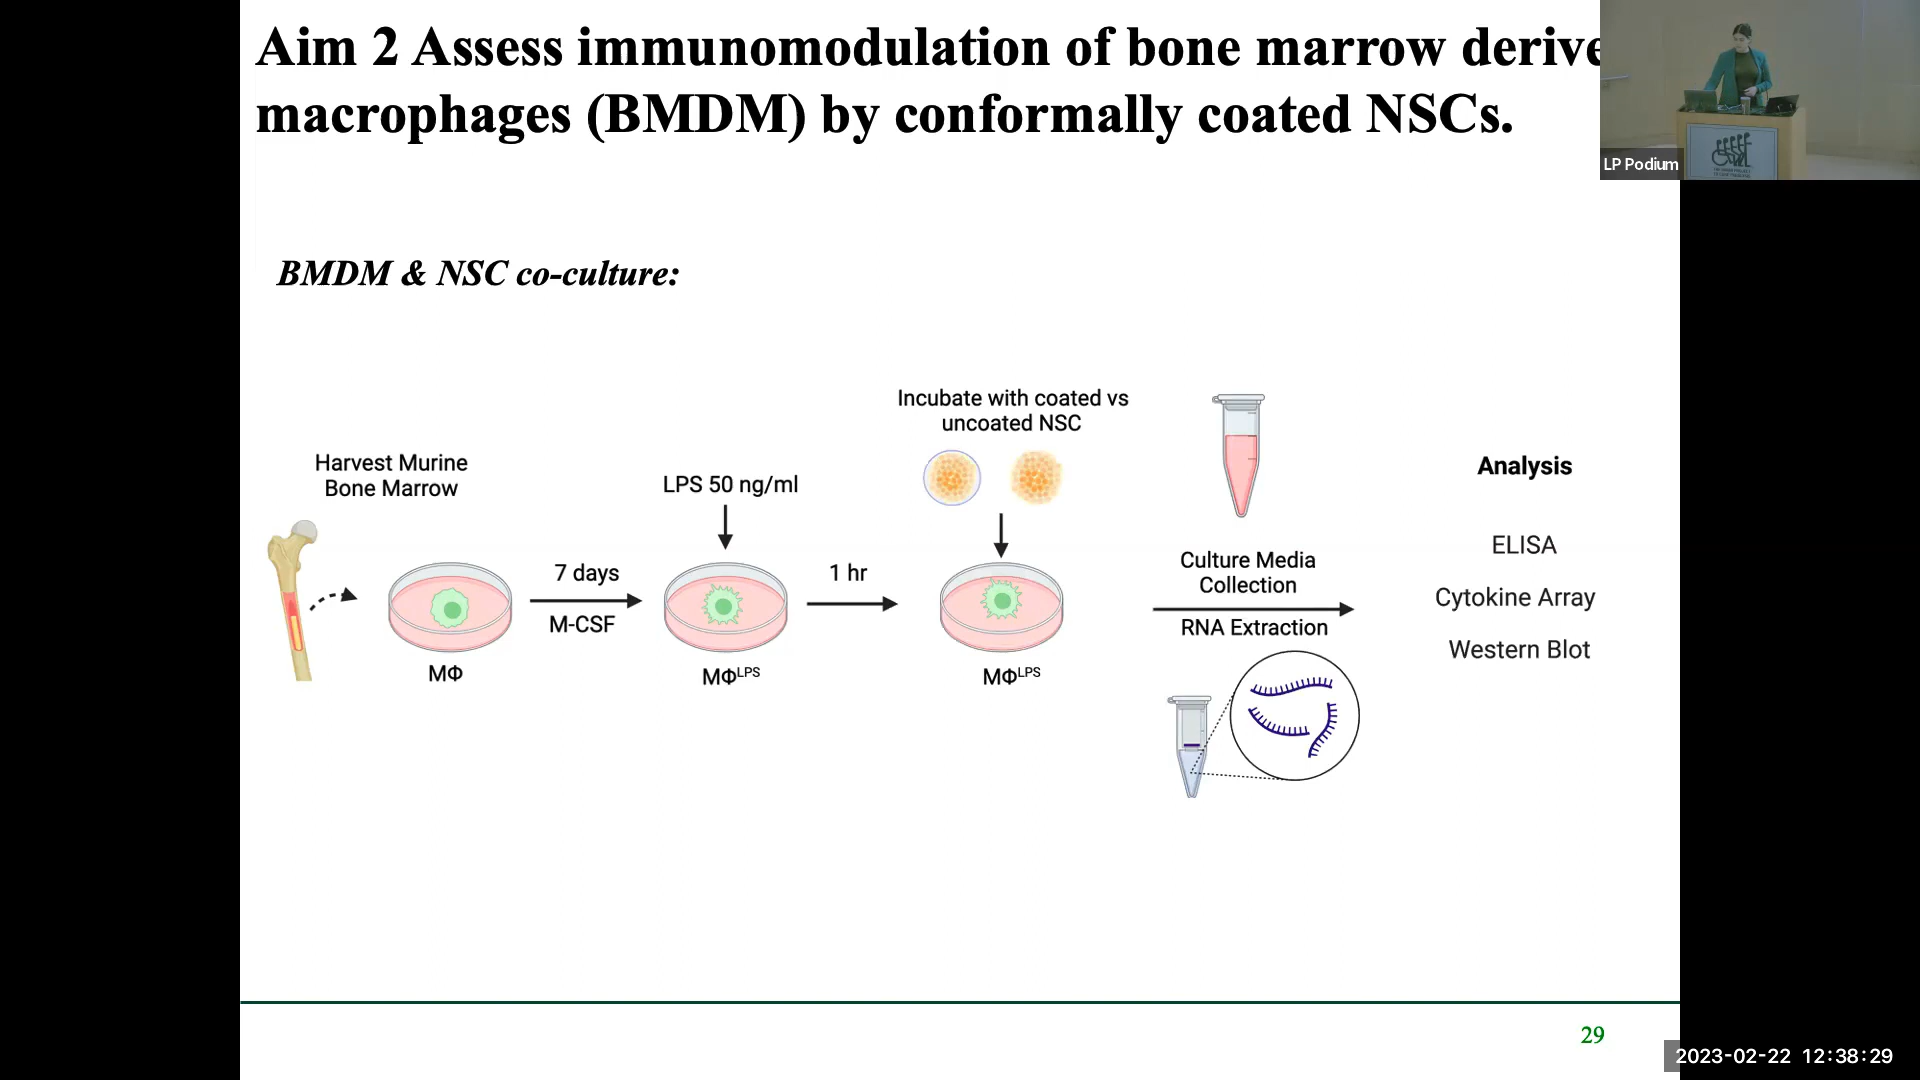 Aim 2 Assess immunomodulation of bone marrow derive
macrophages (BMDM) by conformally coated NSCs.
LP Podium
BMDM & NSC co-culture:
Harvest Murine
Bone Marrow
MΦ
7 days
M-CSF
LPS 50 ng/ml
MΦLPS
1 hr
Incubate with coated vs
uncoated NSC
MΦLPS
Culture Media
Collection
RNA Extraction
Analysis
ELISA
Cytokine Array
Western Blot
29
2023-02-22 12:38:29